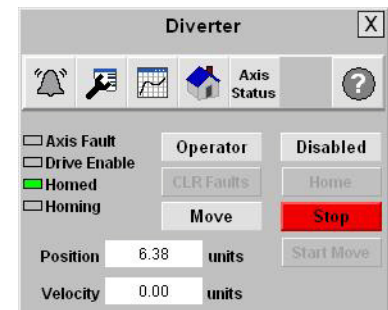 Diverter
X
Axis
Status
?
Axis Fault
Drive Enable
Homed
Homing
Operator
Disabled
CLR Faults
Home
Move
Stop
Position 6.38 units
Start Move
Velocity 0.00 units